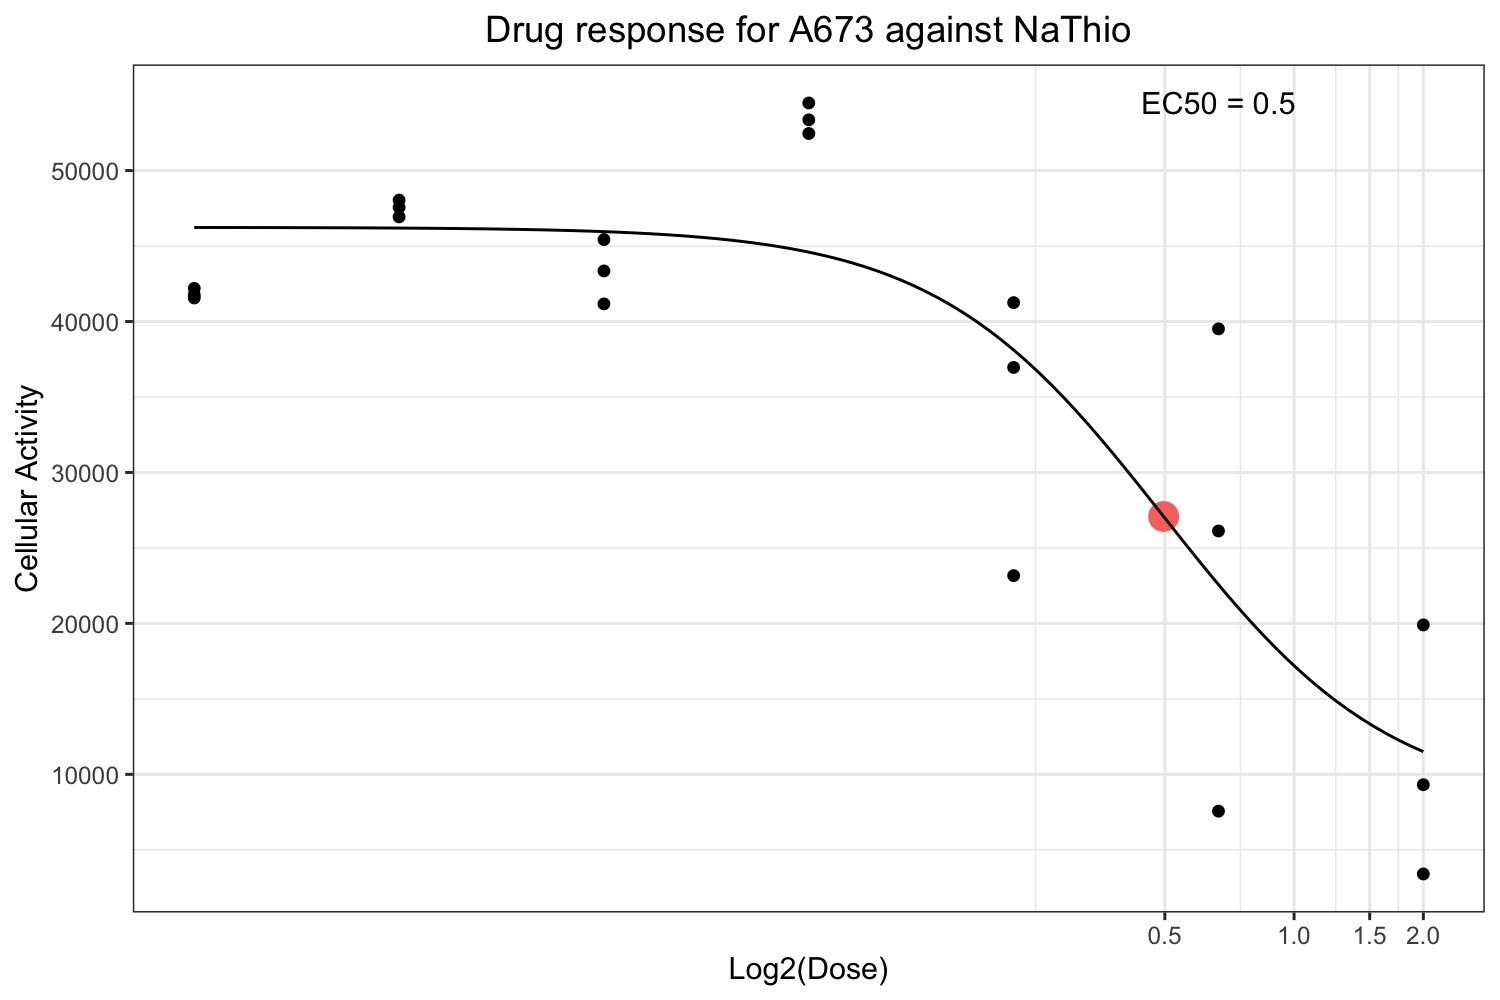 Drug response for A673 against NaThio
EC50 = 0.5
50000
40000
30000
20000
10000
Cellular Activity
0.5 1.0 1.5 2.0
Log2(Dose)